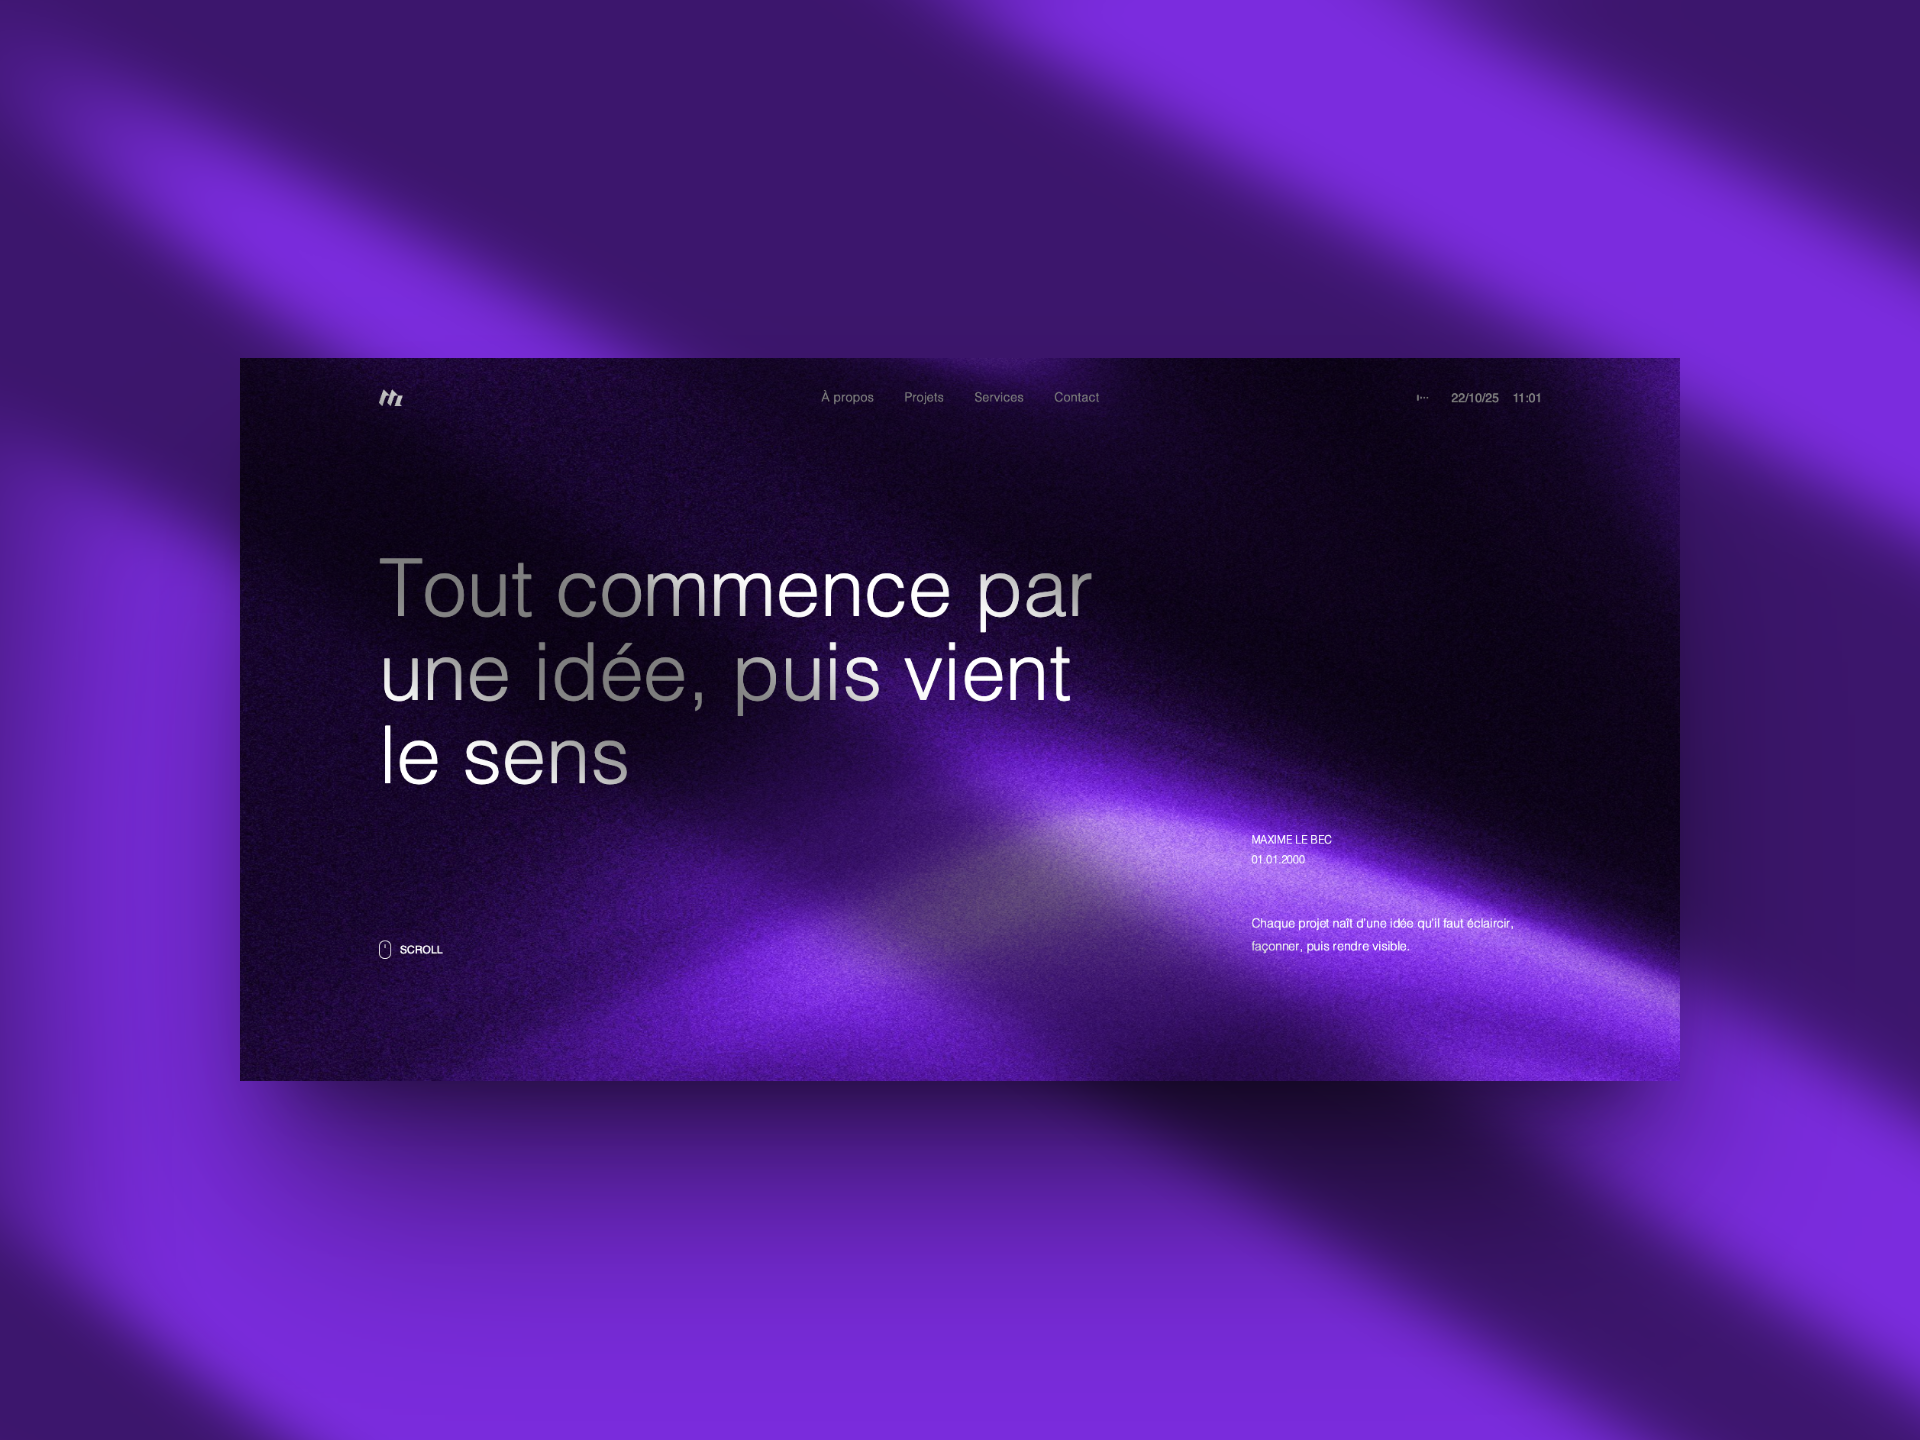 À propos Projets Services Contact 22/10/25 11:01
Tout commence par
une idée, puis vient
le sens
MAXIME LE BEC
01.01.2000
Chaque projet naît d'une idée qu'il faut éclaircir,
façonner, puis rendre visible.
SCROLL